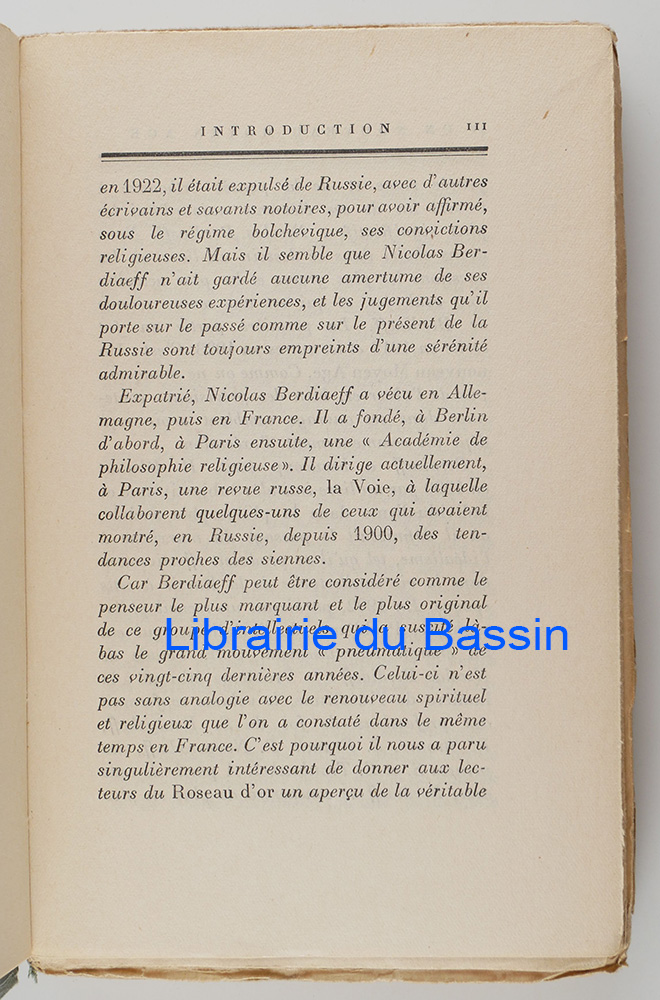 INTRODUCTION III
en 1922, il était expulsé de Russie, avec d'autres
écrivains et savants notoires, pour avoir affirmé,
sous le régime bolchevique, ses convictions
religieuses. Mais il semble que Nicolas Ber-
diaeff n'ait gardé aucune amertume de ses
douloureuses expériences, et les jugements qu'il
porte sur le passé comme sur le présent de la
Russie sont toujours empreints d'une sérénité
admirable.
Expatrié, Nicolas Berdiaeff a vécu en Alle-
magne, puis en France. Il a fondé, à Berlin
d'abord, à Paris ensuite, une « Académie de
philosophie religieuse ». Il dirige actuellement,
à Paris, une revue russe, la Voie, à laquelle
collaborent quelques-uns de ceux qui avaient
montré, en Russie, depuis 1900, des ten-
dances proches des siennes.
Car Berdiaeff peut être considéré comme le
penseur le plus marquant et le plus original
de ce groupe d'intellectuels qui a suscité là-
Librairie du Bassin
bas le grand mouvement « pneumatique » de
ces vingt-cinq dernières années. Celui-ci n'est
pas sans analogie avec le renouveau spirituel
et religieux que l'on a constaté dans le même
temps en France. C'est pourquoi il nous a paru
singulièrement intéressant de donner aux lec-
teurs du Roseau d'or un aperçu de la véritable